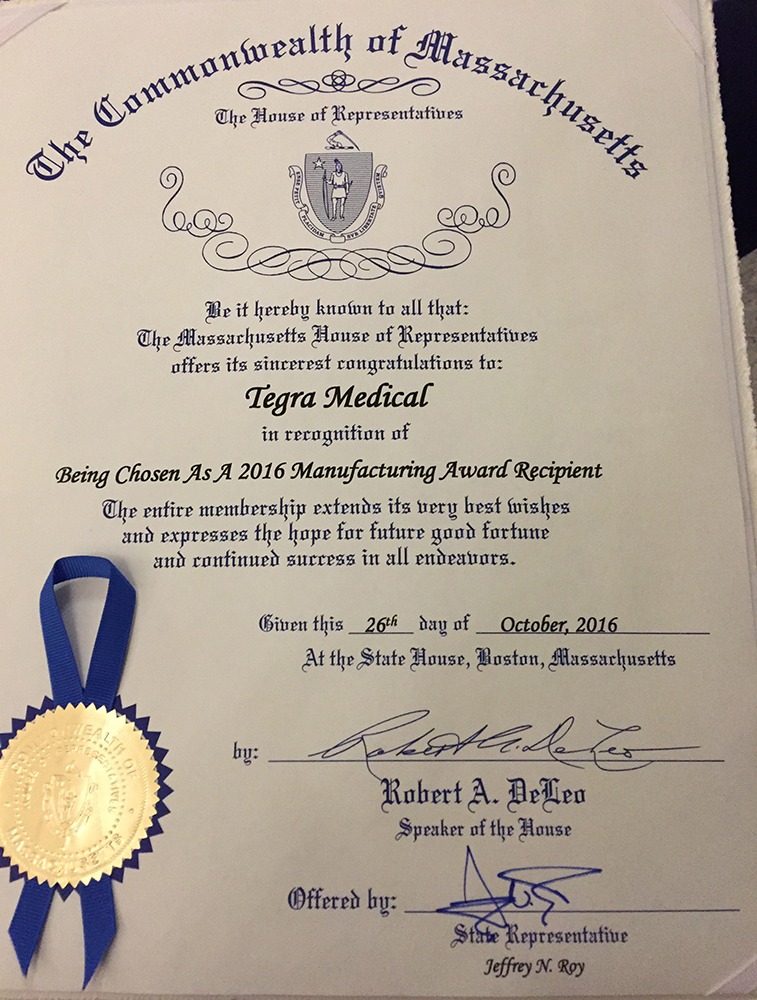 The Commonwealth of Massachusetts
The House of Representatives
Be it hereby known to all that:
The Massachusetts House of Representatives
offers its sincerest congratulations to:
Tegra Medical
in recognition of
Being Chosen As A 2016 Manufacturing Award Recipient
The entire membership extends its very best wishes
and expresses the hope for future good fortune
and continued success in all endeavors.
Given this 26th day of October, 2016
At the State House, Boston, Massachusetts
by: Robert A. DeLeo
Robert A. DeLeo
Speaker of the House
Offered by:
State Representative
Jeffrey N. Roy